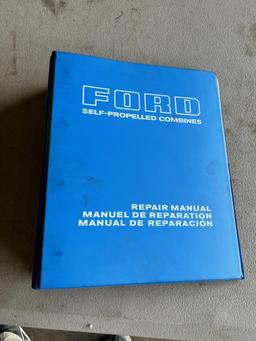 FORD
SELF-PROPELLED COMBINES
REPAIR MANUAL
MANUEL DE REPARATION
MANUAL DE REPARACIÓN